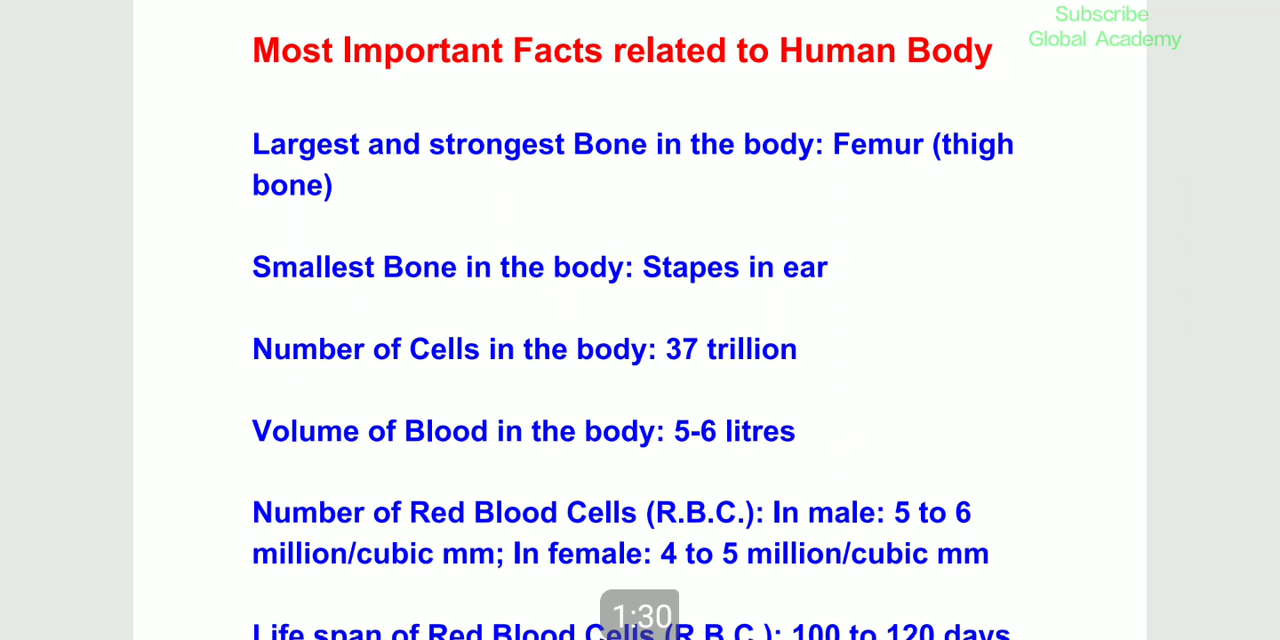 Subscribe
Global Academy
Most Important Facts related to Human Body
Largest and strongest Bone in the body: Femur (thigh
bone)
Smallest Bone in the body: Stapes in ear
Number of Cells in the body: 37 trillion
Volume of Blood in the body: 5-6 litres
Number of Red Blood Cells (R.B.C.): In male: 5 to 6
million/cubic mm; In female: 4 to 5 million/cubic mm
1:30
Life span of Red Blood Cells (R.B.C.): 100 to 120 days